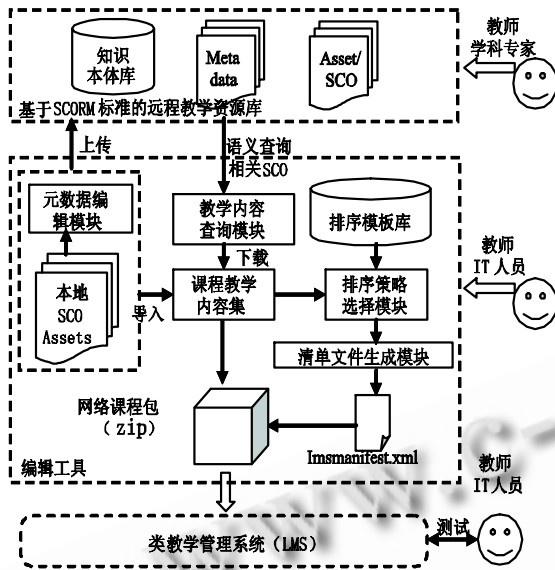 知识
本体库
Meta
data
Asset/
SCO
教师
学科专家
基于SCORM标准的远程教学资源库
上传
语义查询
相关SCO
元数据编
辑模块
教学内容
查询模块
排序模板库
下载
教师
IT人员
本地
SCO
Assets
导入
课程教学
内容集
排序策略
选择模块
清单文件生成模块
网络课程包
(zip)
Imsmanifest.xml
编辑工具
教师
IT人员
类教学管理系统(LMS)
测试
www.c-